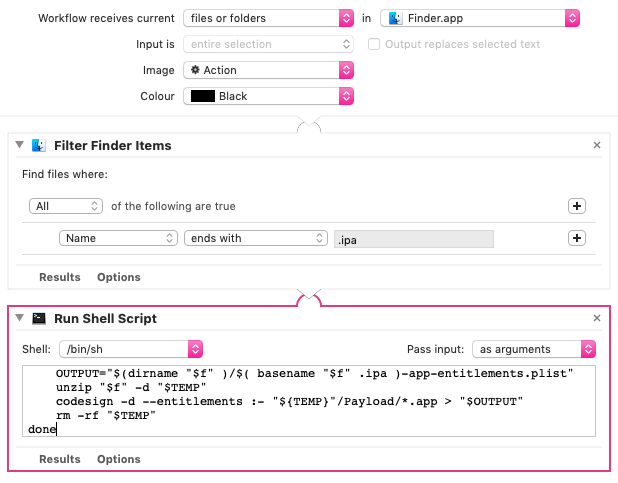 Workflow receives current files or folders in Finder.app
Input is entire selection Output replaces selected text
Image Action
Colour Black
Filter Finder Items
Find files where:
All of the following are true
Name ends with .ipa
Results Options
Run Shell Script
Shell: /bin/sh Pass input: as arguments
OUTPUT="$(dirname "$f" )/$( basename "$f" .ipa )-app-entitlements.plist"
unzip "$f" -d "$TEMP"
codesign -d --entitlements :- "${TEMP}"/Payload/*.app > "$OUTPUT"
rm -rf "$TEMP"
done
Results Options